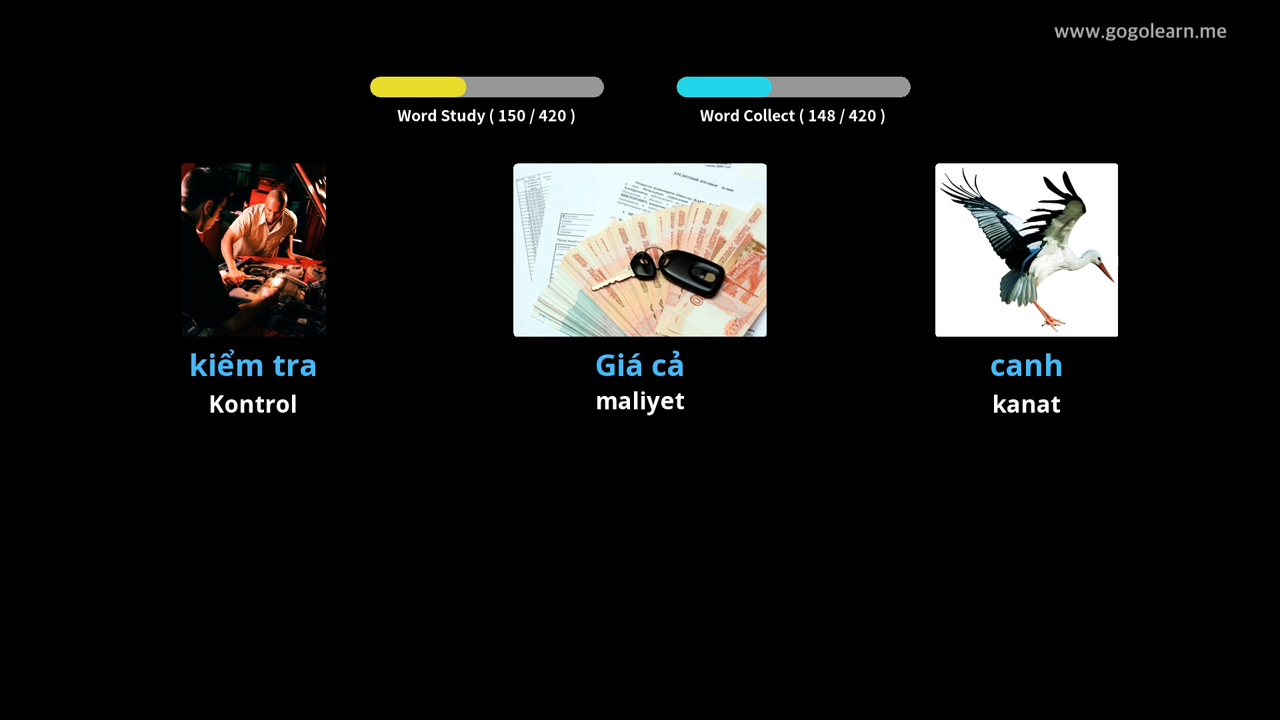 www.gogolearn.me
Word Study ( 150 / 420 )
Word Collect ( 148 / 420 )
kiểm tra
Kontrol
Giá cả
maliyet
canh
kanat